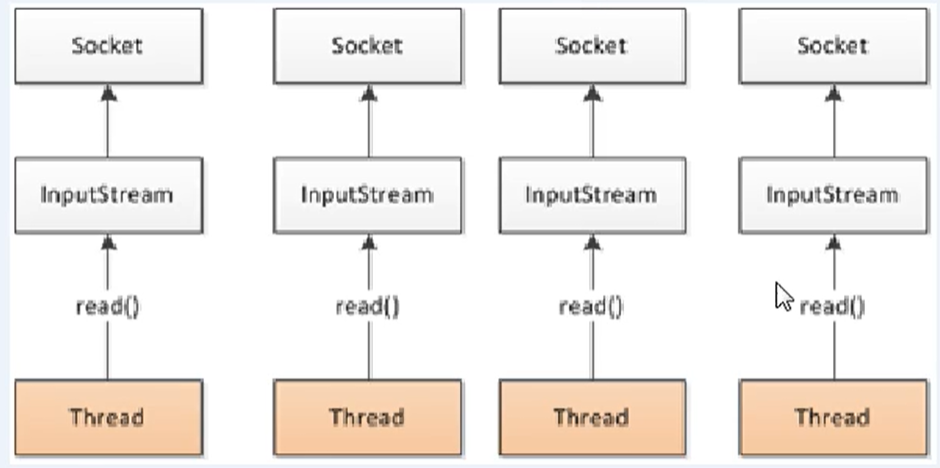 Socket Socket Socket Socket
InputStream InputStream InputStream InputStream
read() read() read() read()
Thread Thread Thread Thread